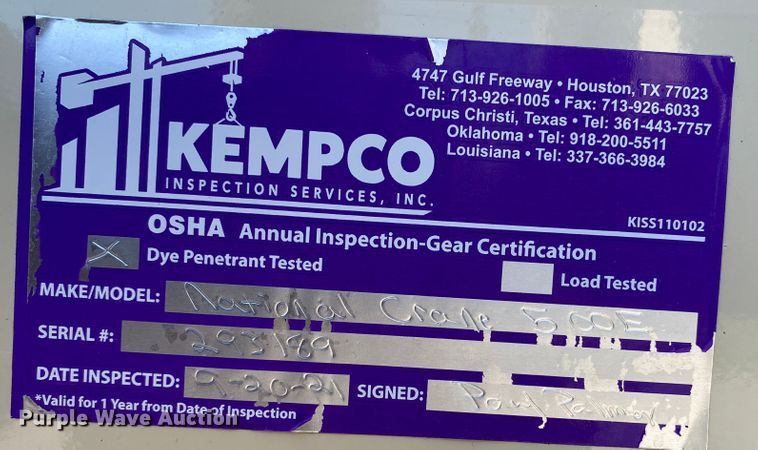 4747 Gulf Freeway • Houston, TX 77023
Tel: 713-926-1005 • Fax: 713-926-6033
Corpus Christi, Texas • Tel: 361-443-7757
Oklahoma • Tel: 918-200-5511
Louisiana • Tel: 337-366-3984
KEMPCO
INSPECTION SERVICES, INC.
KISS110102
OSHA Annual Inspection-Gear Certification
X Dye Penetrant Tested
Load Tested
MAKE/MODEL: National Crane 500E
SERIAL #: 292189
DATE INSPECTED: 9-20-21 SIGNED: Paul
*Valid for 1 Year from Date of Inspection
Purple Wave Auction